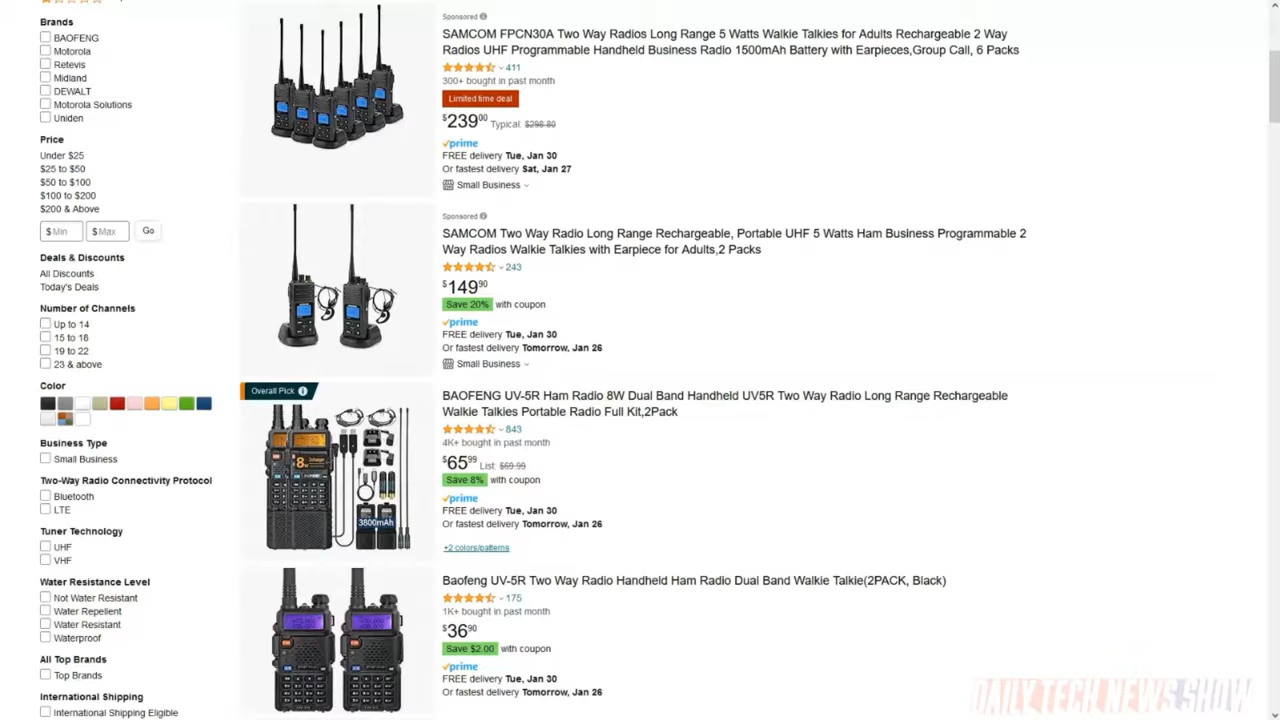 Brands
BAOFENG
Motorola
Retevis
Midland
DEWALT
Motorola Solutions
Uniden
Price
Under $25
$25 to $50
$50 to $100
$100 to $200
$200 & Above
$ Min
$ Max
Go
Deals & Discounts
All Discounts
Today's Deals
Number of Channels
Up to 14
15 to 18
19 to 22
23 & above
Color
Business Type
Small Business
Two-Way Radio Connectivity Protocol
Bluetooth
LTE
Tuner Technology
UHF
VHF
Water Resistance Level
Not Water Resistant
Water Repellent
Water Resistant
Waterproof
All Top Brands
Top Brands
International Shipping
International Shipping Eligible
Sponsored
SAMCOM FPCN30A Two Way Radios Long Range 5 Watts Walkie Talkies for Adults Rechargeable 2 Way
Radios UHF Programmable Handheld Business Radio 1500mAh Battery with Earpieces,Group Call, 6 Packs
411
300+ bought in past month
Limited time deal
$23900 Typical: $298.80
prime
FREE delivery Tue, Jan 30
Or fastest delivery Sat, Jan 27
Small Business
Sponsored
SAMCOM Two Way Radio Long Range Rechargeable, Portable UHF 5 Watts Ham Business Programmable 2
Way Radios Walkie Talkies with Earpiece for Adults,2 Packs
243
$14990
Save 20% with coupon
prime
FREE delivery Tue, Jan 30
Or fastest delivery Tomorrow, Jan 26
Small Business
Overall Pick
8W
3800mAh
BAOFENG UV-5R Ham Radio 8W Dual Band Handheld UV5R Two Way Radio Long Range Rechargeable
Walkie Talkies Portable Radio Full Kit,2Pack
843
4K+ bought in past month
$6599 List: $69.99
Save 8% with coupon
prime
FREE delivery Tue, Jan 30
Or fastest delivery Tomorrow, Jan 26
+2 colors/patterns
Baofeng UV-5R Two Way Radio Handheld Ham Radio Dual Band Walkie Talkie(2PACK, Black)
175
1K+ bought in past month
$3690
Save $2.00 with coupon
prime
FREE delivery Tue, Jan 30
Or fastest delivery Tomorrow, Jan 26